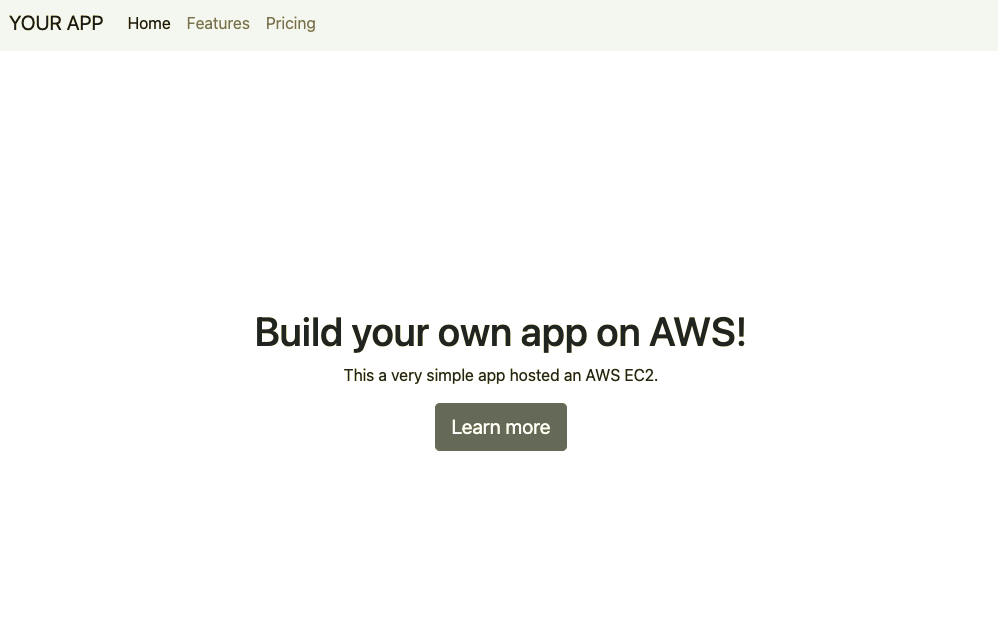 YOUR APP Home Features Pricing
Build your own app on AWS!
This a very simple app hosted an AWS EC2.
Learn more